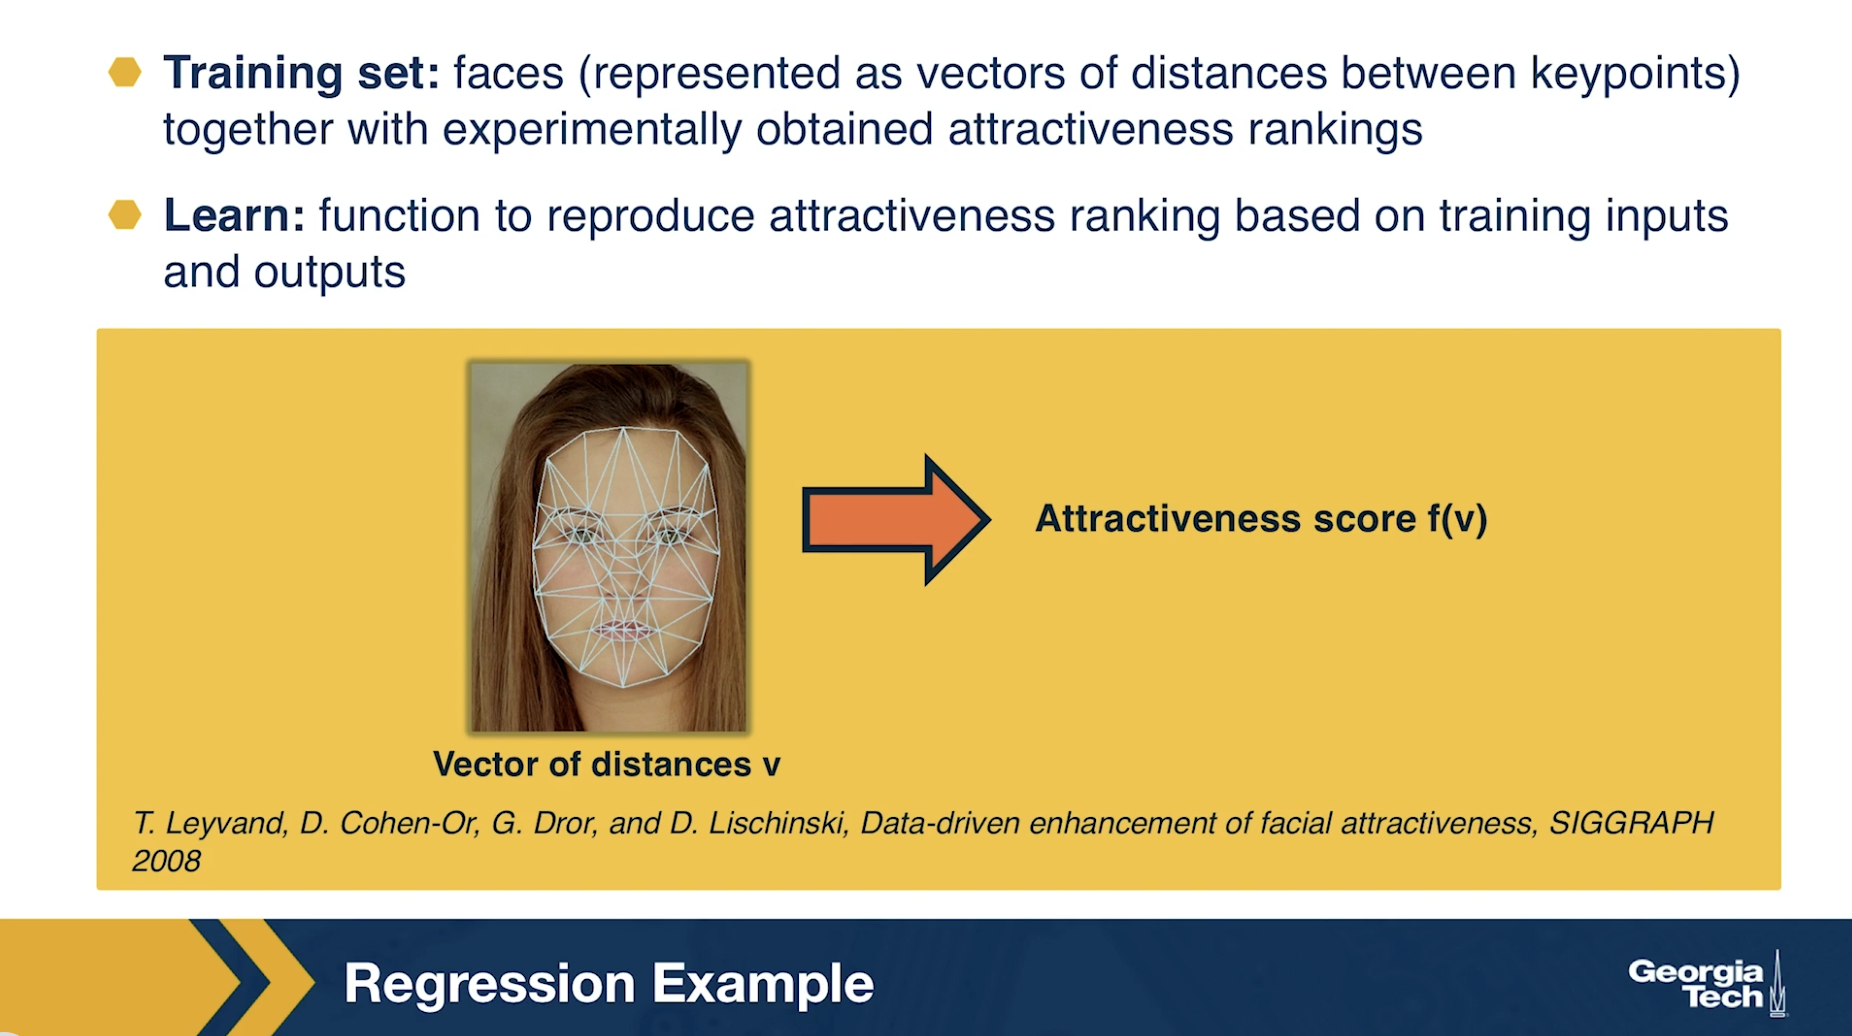 Training set: faces (represented as vectors of distances between keypoints)
together with experimentally obtained attractiveness rankings
Learn: function to reproduce attractiveness ranking based on training inputs
and outputs
Attractiveness score f(v)
Vector of distances v
T. Leyvand, D. Cohen-Or, G. Dror, and D. Lischinski, Data-driven enhancement of facial attractiveness, SIGGRAPH
2008
Regression Example
Georgia
Tech